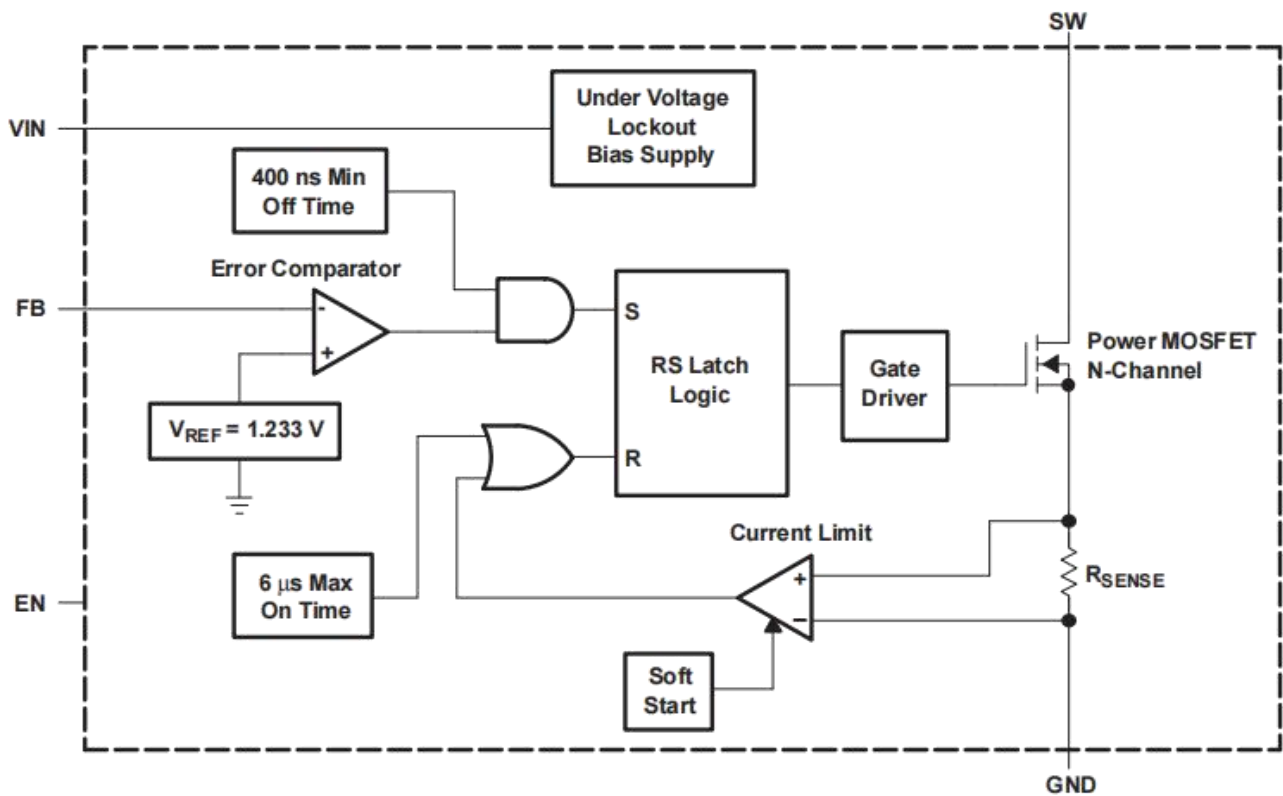 SW
Under Voltage
Lockout
Bias Supply
VIN
400 ns Min
Off Time
Error Comparator
FB
-
+
S
RS Latch
Logic
Gate
Driver
Power MOSFET
N-Channel
VREF = 1.233 V
R
Current Limit
6 μs Max
On Time
EN
+
−
RSENSE
Soft
Start
GND